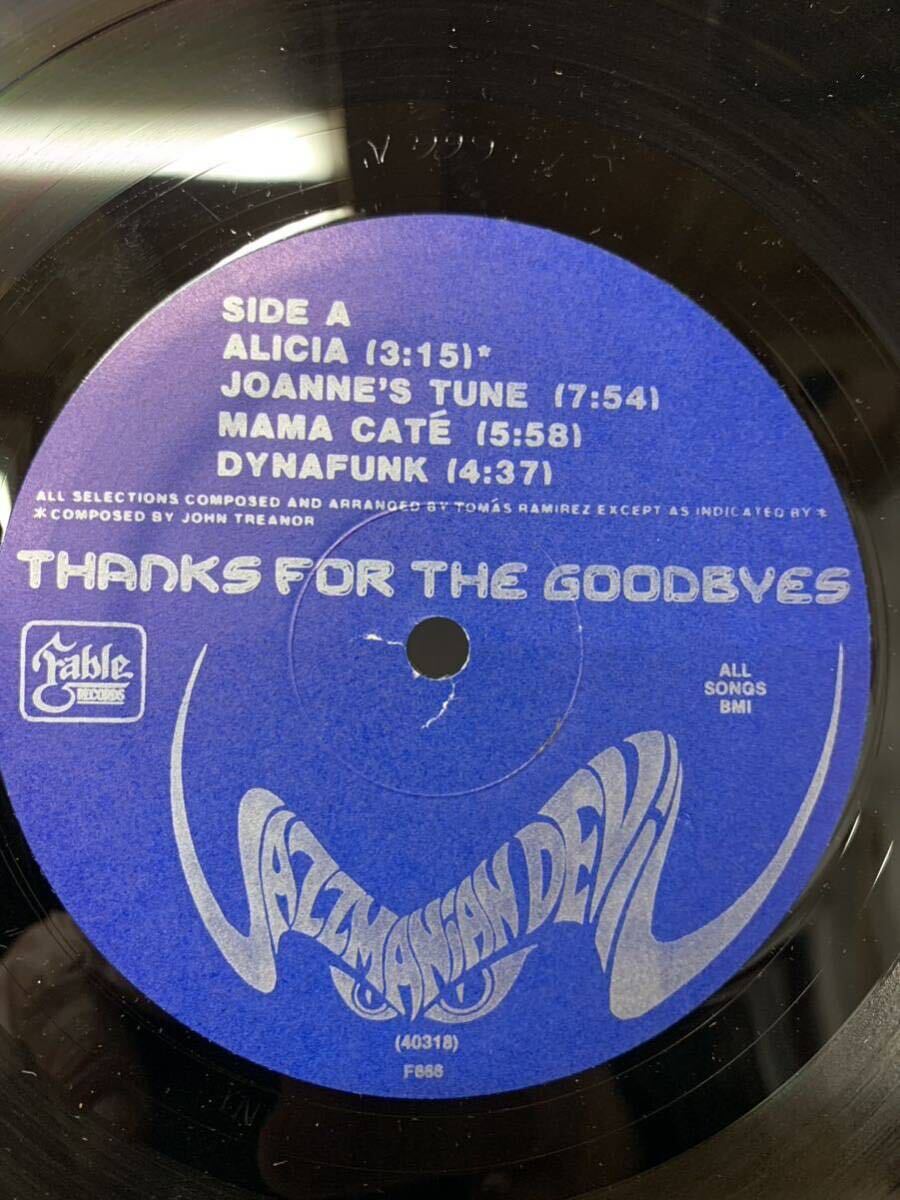 SIDE A
ALICIA (3:15)*
JOANNE'S TUNE (7:54)
MAMA CATÉ (5:58)
DYNAFUNK (4:37)
ALL SELECTIONS COMPOSED AND ARRANGED BY TOMÁS RAMIREZ EXCEPT AS INDICATED BY *
* COMPOSED BY JOHN TREANOR
THANKS FOR THE GOODBYES
Fable
RECORDS
ALL
SONGS
BMI
JAZZMANIAN DEVIL
(40318)
F666